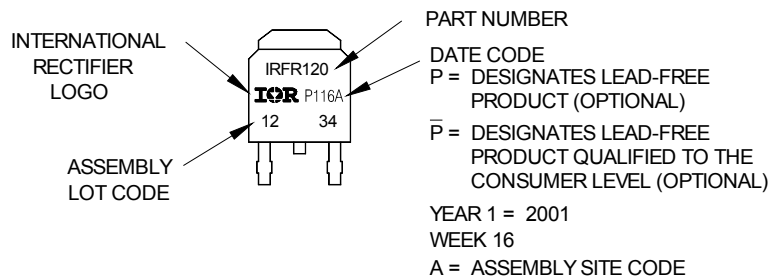 INTERNATIONAL
RECTIFIER
LOGO
ASSEMBLY
LOT CODE
IRFR120
IOR P116A
12 34
PART NUMBER
DATE CODE
P = DESIGNATES LEAD-FREE
PRODUCT (OPTIONAL)
P̅ = DESIGNATES LEAD-FREE
PRODUCT QUALIFIED TO THE
CONSUMER LEVEL (OPTIONAL)
YEAR 1 = 2001
WEEK 16
A = ASSEMBLY SITE CODE